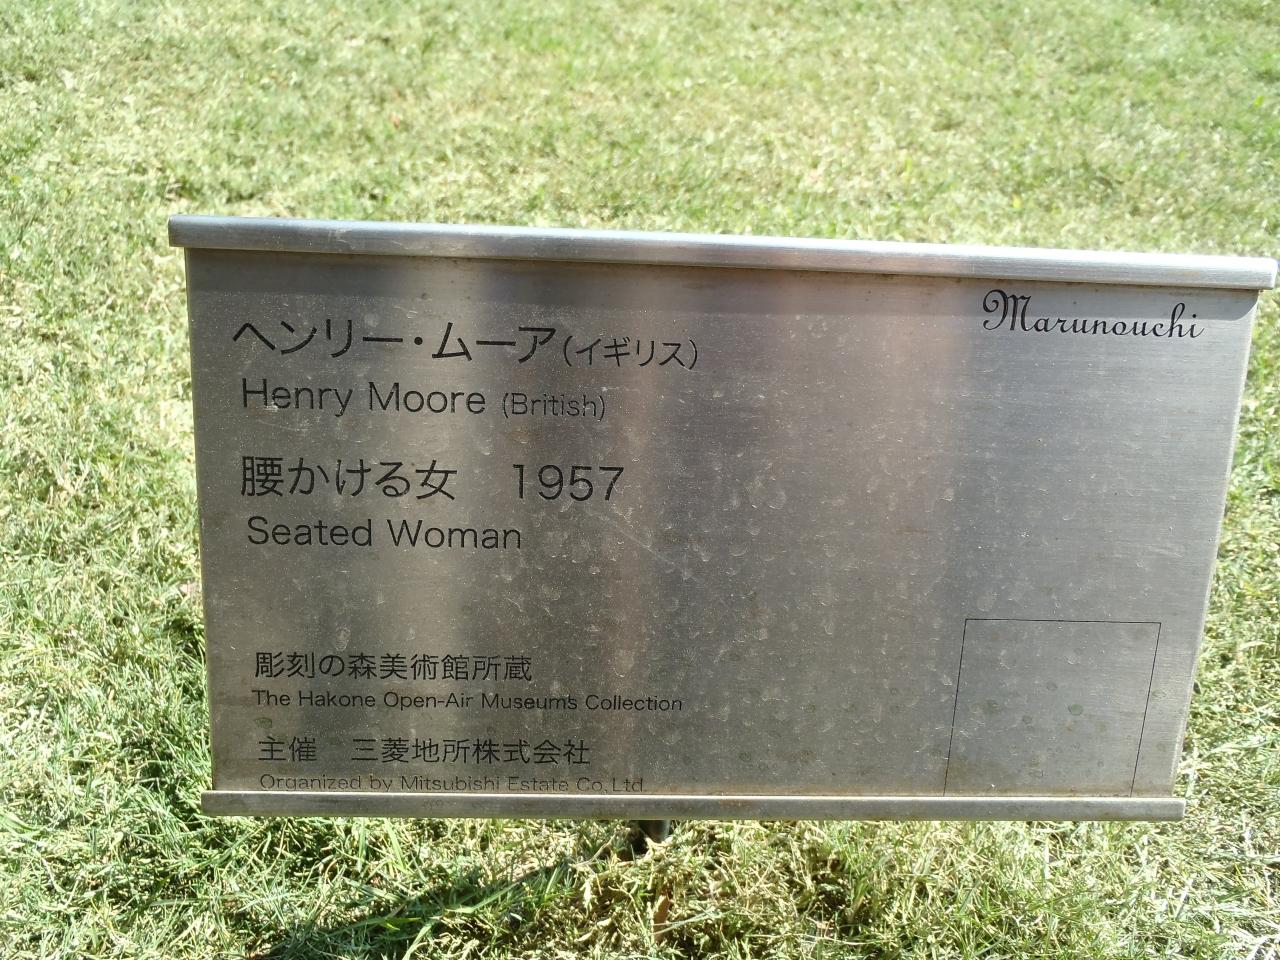 Marunouchi
ヘンリー・ムーア(イギリス)
Henry Moore (British)
腰かける女　1957
Seated Woman
彫刻の森美術館所蔵
The Hakone Open-Air Museum's Collection
主催　三菱地所株式会社
Organized by Mitsubishi Estate Co,.Ltd.